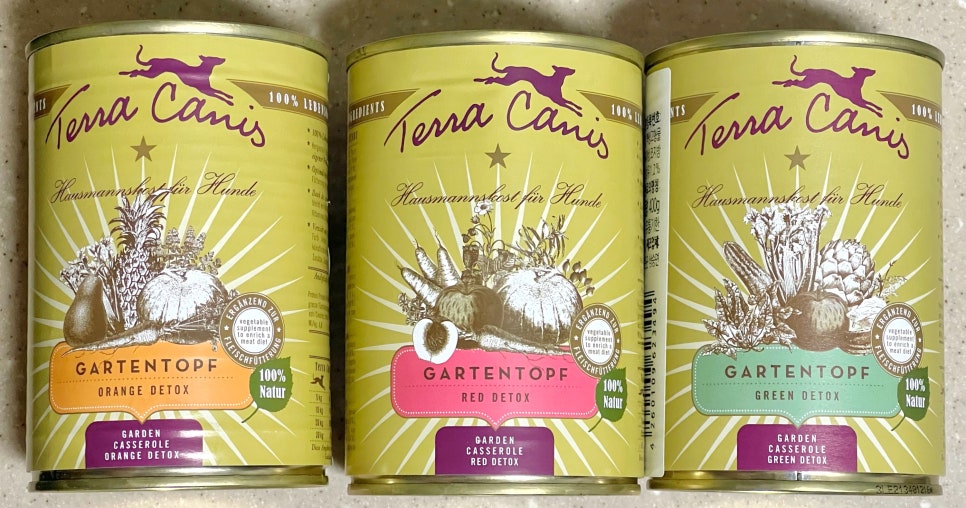 100% LEBEN
Terra Canis
Hausmannskost für Hunde
ERGÄNZEND ZUR
FLEISCHFÜTTERUNG
vegetable
supplement
to enrich a
meat diet
GARTENTOPF
ORANGE DETOX
100%
Natur
GARDEN
CASSEROLE
ORANGE DETOX
100%
Terra Canis
Hausmannskost für Hunde
ERGÄNZEND ZUR
FLEISCHFÜTTERUNG
vegetable
supplement
to enrich a
meat diet
GARTENTOPF
RED DETOX
100%
Natur
GARDEN
CASSEROLE
RED DETOX
400g
100%
Terra Canis
Hausmannskost für Hunde
ERGÄNZEND ZUR
FLEISCHFÜTTERUNG
vegetable
supplement
to enrich a
meat diet
GARTENTOPF
GREEN DETOX
100%
Natur
GARDEN
CASSEROLE
GREEN DETOX